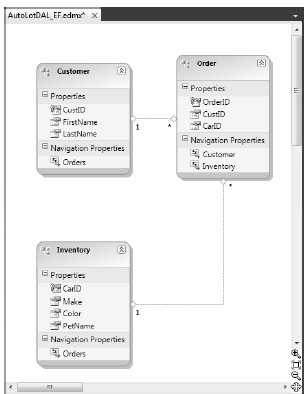 AutoLotDAL_EF.edmx*
Customer
Properties
CustID
FirstName
LastName
Navigation Properties
Orders
1
*
Order
Properties
OrderID
CustID
CarID
Navigation Properties
Customer
Inventory
*
Inventory
Properties
CarID
Make
Color
PetName
Navigation Properties
Orders
1